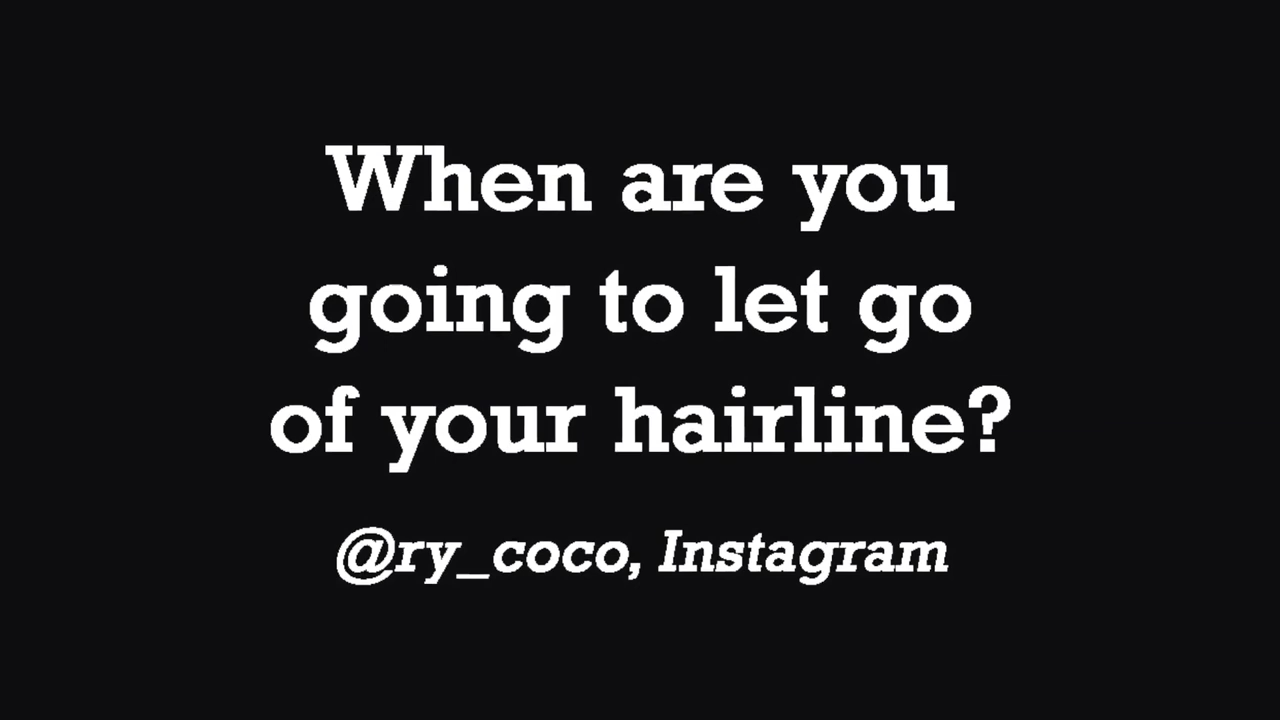 When are you
going to let go
of your hairline?
@ry_coco, Instagram